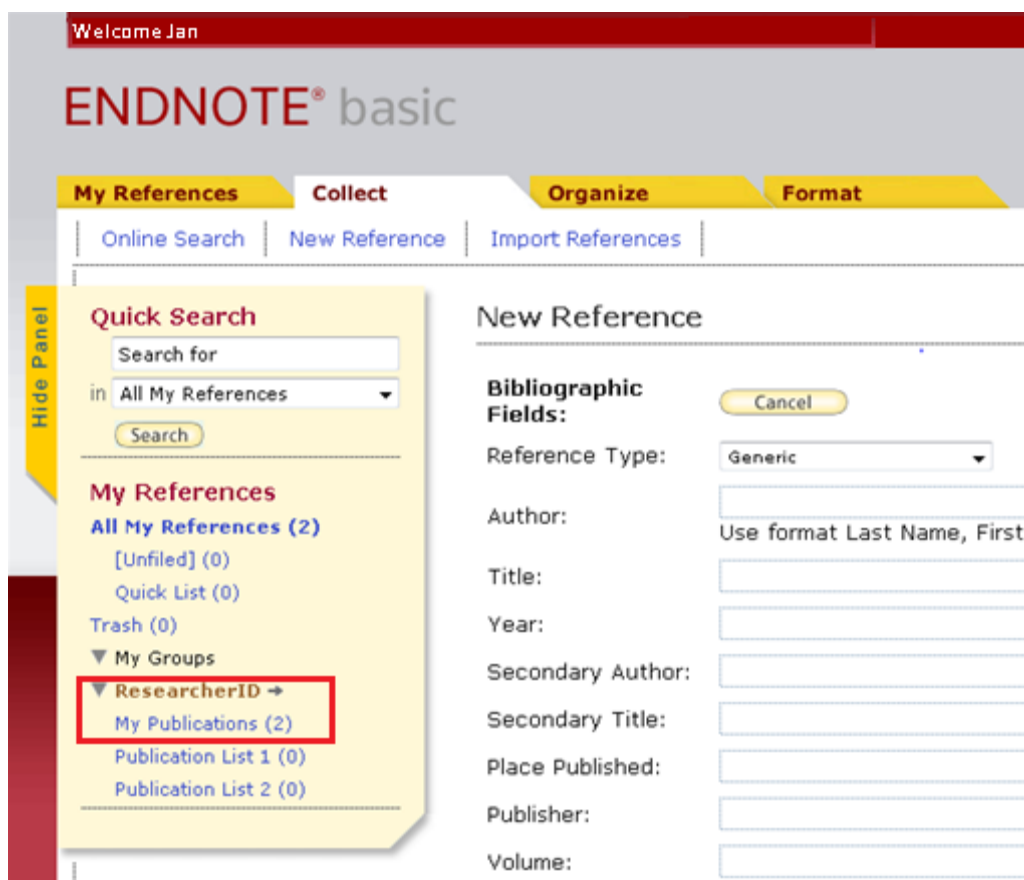 Welcome Jan
ENDNOTE® basic
My References
Collect
Organize
Format
Online Search
New Reference
Import References
Hide Panel
Quick Search
Search for
in All My References
Search
My References
All My References (2)
[Unfiled] (0)
Quick List (0)
Trash (0)
▼ My Groups
▼ ResearcherID →
My Publications (2)
Publication List 1 (0)
Publication List 2 (0)
New Reference
Bibliographic
Fields:
Cancel
Reference Type:
Generic
Author:
Use format Last Name, First
Title:
Year:
Secondary Author:
Secondary Title:
Place Published:
Publisher:
Volume: